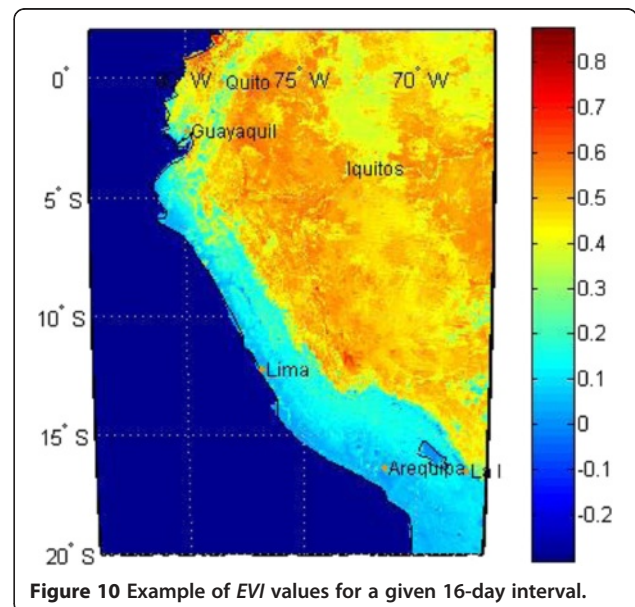 0° W Quito 75° W 70° W
Guayaquil
Iquitos
5° S
10° S
Lima
15° S
Arequipa La
20° S
0.8
0.7
0.6
0.5
0.4
0.3
0.2
0.1
0
-0.1
-0.2
Figure 10 Example of EVI values for a given 16-day interval.